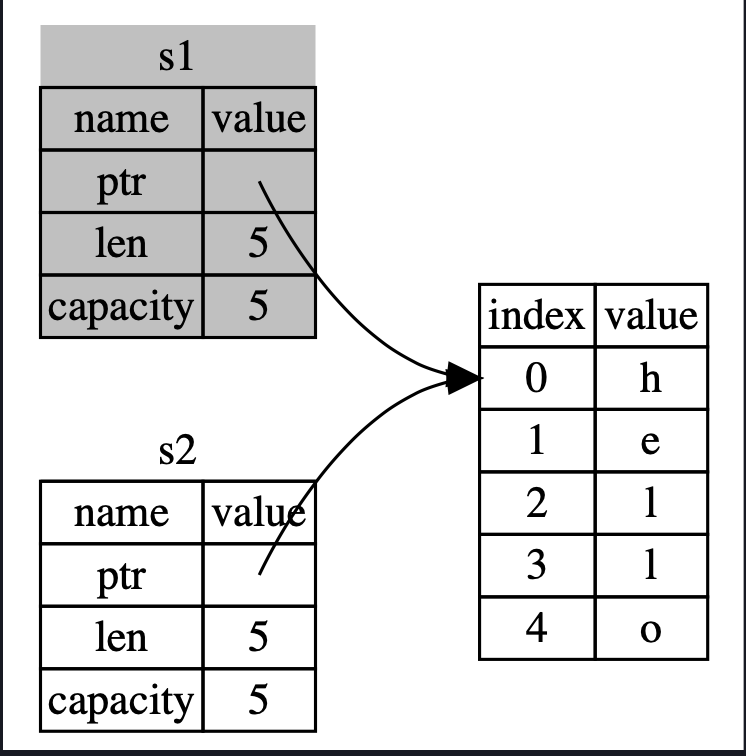 s1
name value
ptr
len 5
capacity 5
s2
name value
ptr
len 5
capacity 5
index value
0 h
1 e
2 l
3 l
4 o